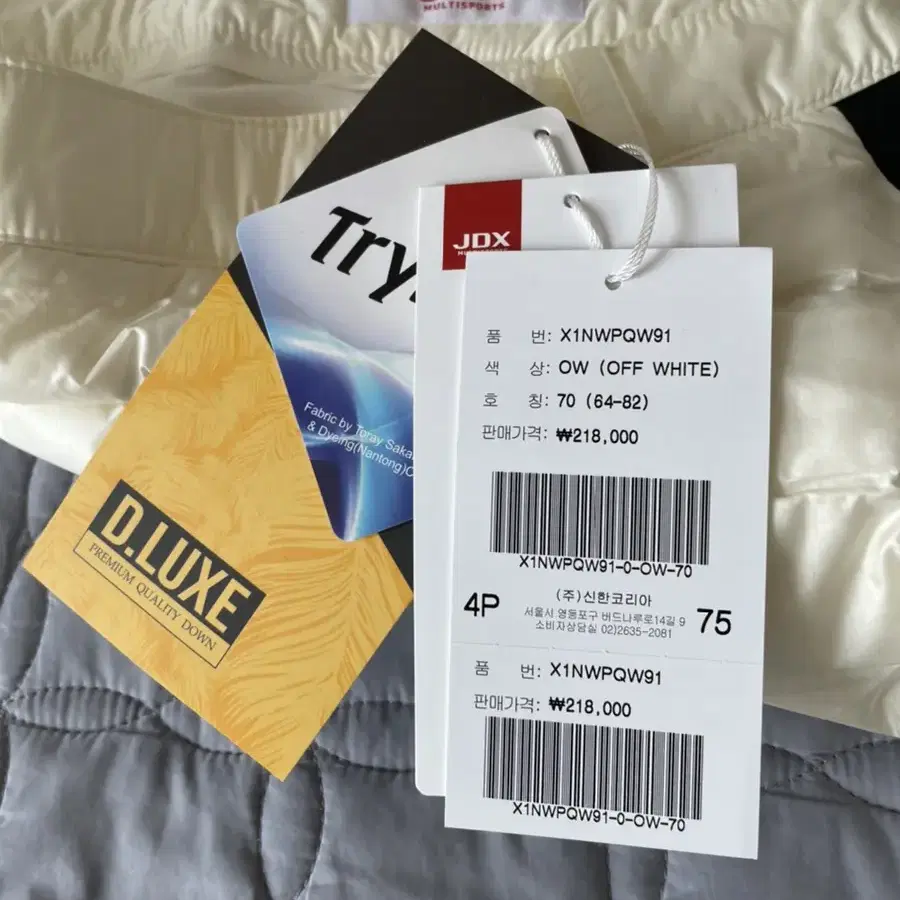 MULTISPORTS
Try
JDX
MULTISPORTS
Fabric by Toray Saka
& Dyeing(Nantong)C
D.LUXE
PREMIUM QUALITY DOWN
품 번: X1NWPQW91
색 상: OW (OFF WHITE)
호 칭: 70 (64-82)
판매가격: ₩218,000
X1NWPQW91-0-OW-70
4P
(주)신한코리아
서울시 영등포구 버드나루로14길 9
소비자상담실 02)2635-2081
75
품 번: X1NWPQW91
판매가격: ₩218,000
X1NWPQW91-0-OW-70